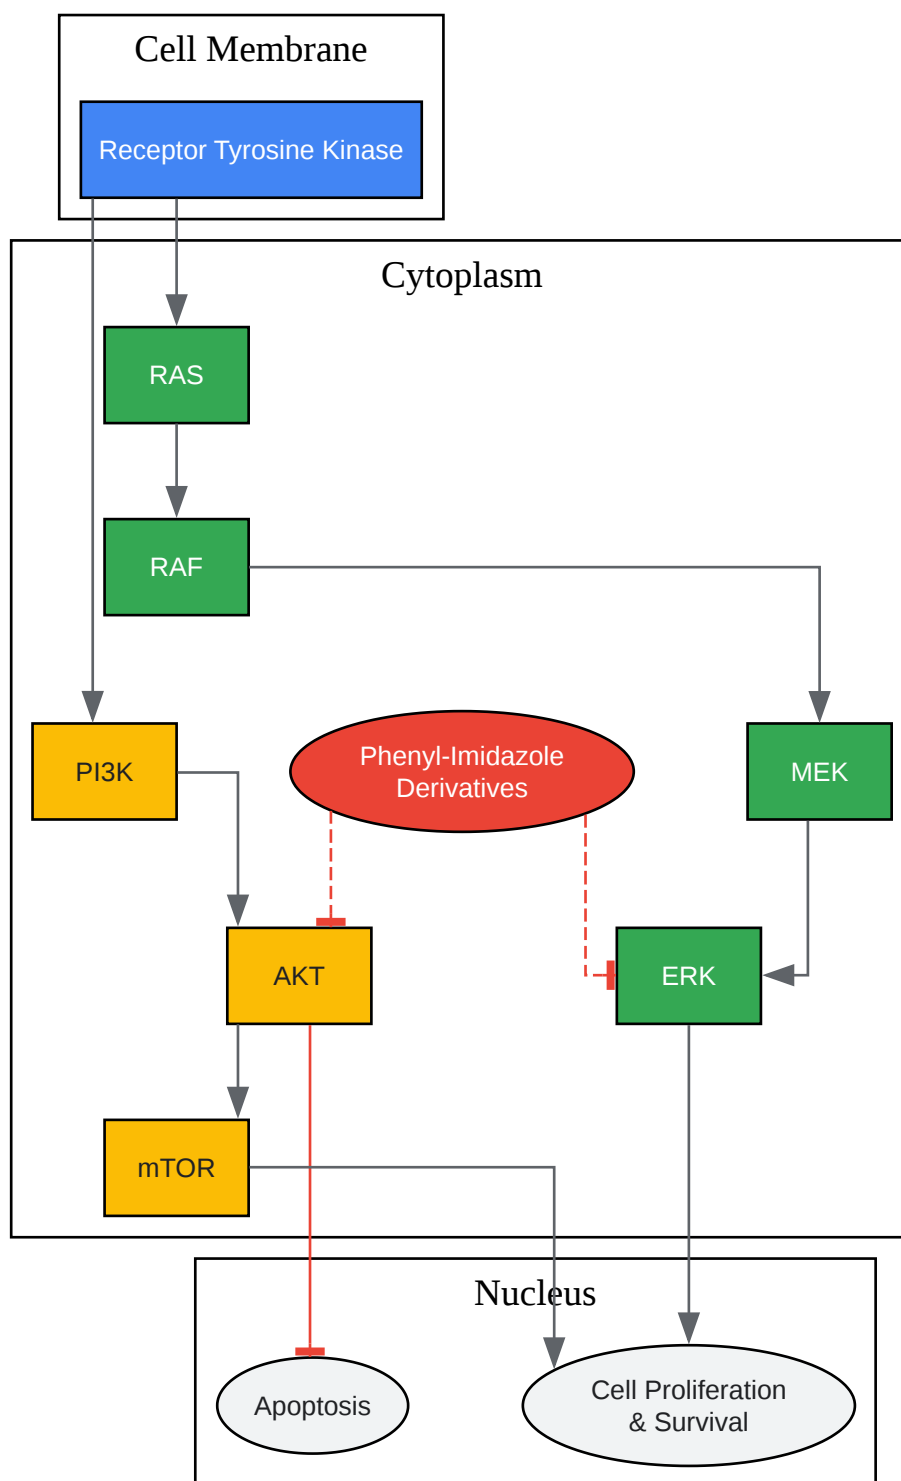 Cell Membrane
Receptor Tyrosine Kinase
Cytoplasm
RAS
RAF
PI3K
Phenyl-Imidazole
Derivatives
MEK
AKT
ERK
mTOR
Nucleus
Apoptosis
Cell Proliferation
& Survival